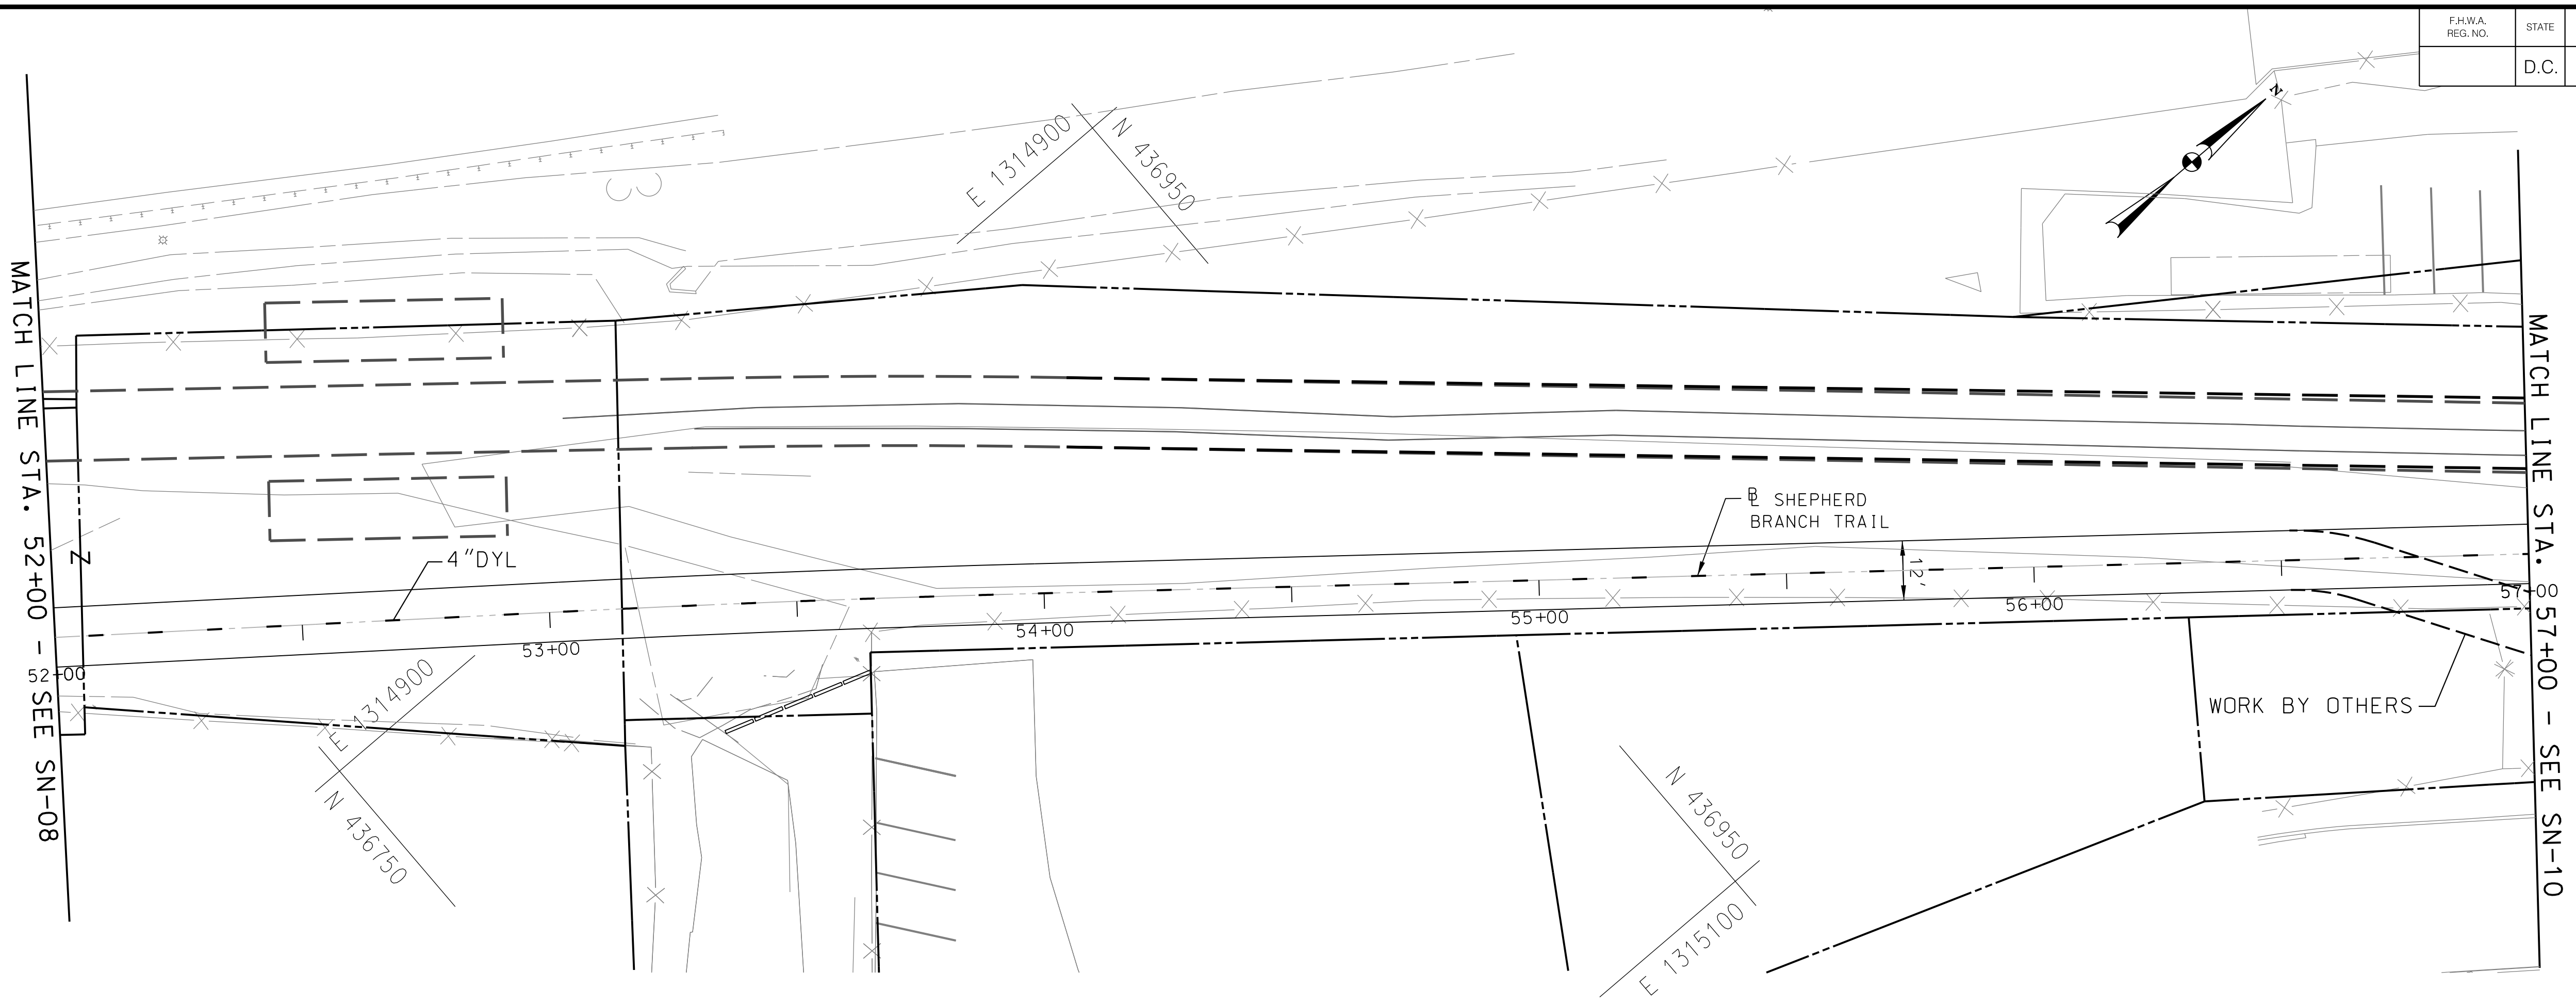 F.H.W.A.
REG. NO.
STATE
D.C.
N
E 1314900
N 436950
MATCH LINE STA. 52+00 - SEE SN-08
MATCH LINE STA. 57+00 - SEE SN-10
BL SHEPHERD
BRANCH TRAIL
Z
4"DYL
12'
52+00
53+00
54+00
55+00
56+00
57+00
E 1314900
N 436750
WORK BY OTHERS
N 436950
E 1315100